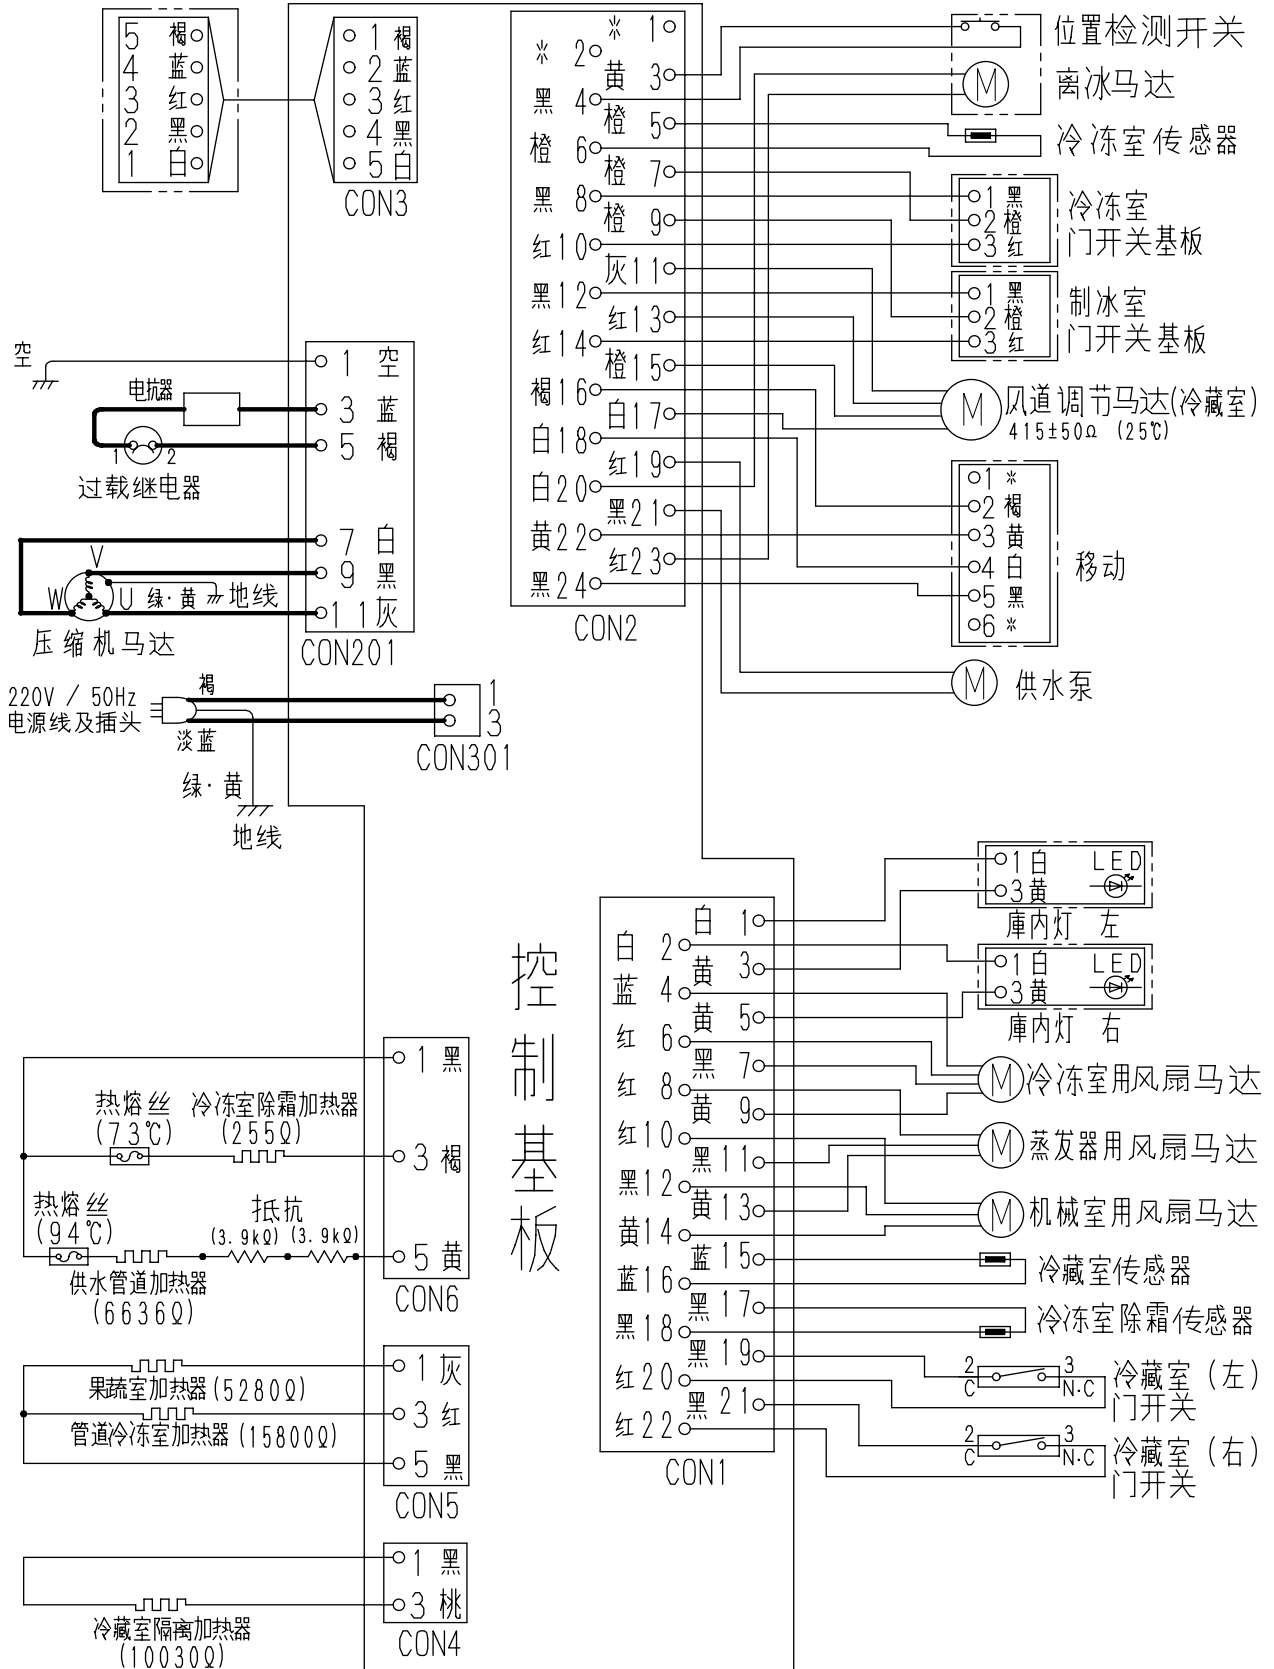 5 褐
4 蓝
3 红
2 黑
1 白
1 褐
2 蓝
3 红
4 黑
5 白
CON3
※ 1
※ 2
黄 3
黑 4
橙 5
橙 6
橙 7
黑 8
橙 9
红 10
灰 11
黑 12
红 13
红 14
橙 15
褐 16
白 17
白 18
红 19
白 20
黑 21
黄 22
红 23
黑 24
CON2
位置检测开关
M
离冰马达
冷冻室传感器
1 黑
2 橙
3 红
冷冻室
门开关基板
1 黑
2 橙
3 红
制冰室
门开关基板
M
风道调节马达(冷藏室)
415±50Ω (25℃)
1 ※
2 褐
3 黄
4 白
5 黑
6 ※
移动
M
供水泵
空
1 空
电抗器
3 蓝
1 2
5 褐
过载继电器
7 白
V
9 黑
W U 绿·黄 地线
11 灰
压缩机马达
CON201
220V / 50Hz
电源线及插头
褐
1
3
淡蓝
CON301
绿·黄
地线
控制基板
白 1
白 2
黄 3
蓝 4
黄 5
红 6
黑 7
红 8
黄 9
红 10
黑 11
黑 12
黄 13
黄 14
蓝 15
蓝 16
黑 17
黑 18
黑 19
红 20
黑 21
红 22
CON1
1 白 LED
3 黄
庫内灯 左
1 白 LED
3 黄
庫内灯 右
M
冷冻室用风扇马达
M
蒸发器用风扇马达
M
机械室用风扇马达
冷藏室传感器
冷冻室除霜传感器
2 3
C N·C
冷藏室(左)
门开关
2 3
C N·C
冷藏室(右)
门开关
1 黑
热熔丝
(73℃)
冷冻室除霜加热器
(255Ω)
3 褐
热熔丝
(94℃)
抵抗
(3.9kΩ) (3.9kΩ)
5 黄
供水管道加热器
(6636Ω)
CON6
1 灰
果蔬室加热器(5280Ω)
3 红
管道冷冻室加热器(15800Ω)
5 黑
CON5
1 黑
3 桃
冷藏室隔离加热器
(10030Ω)
CON4